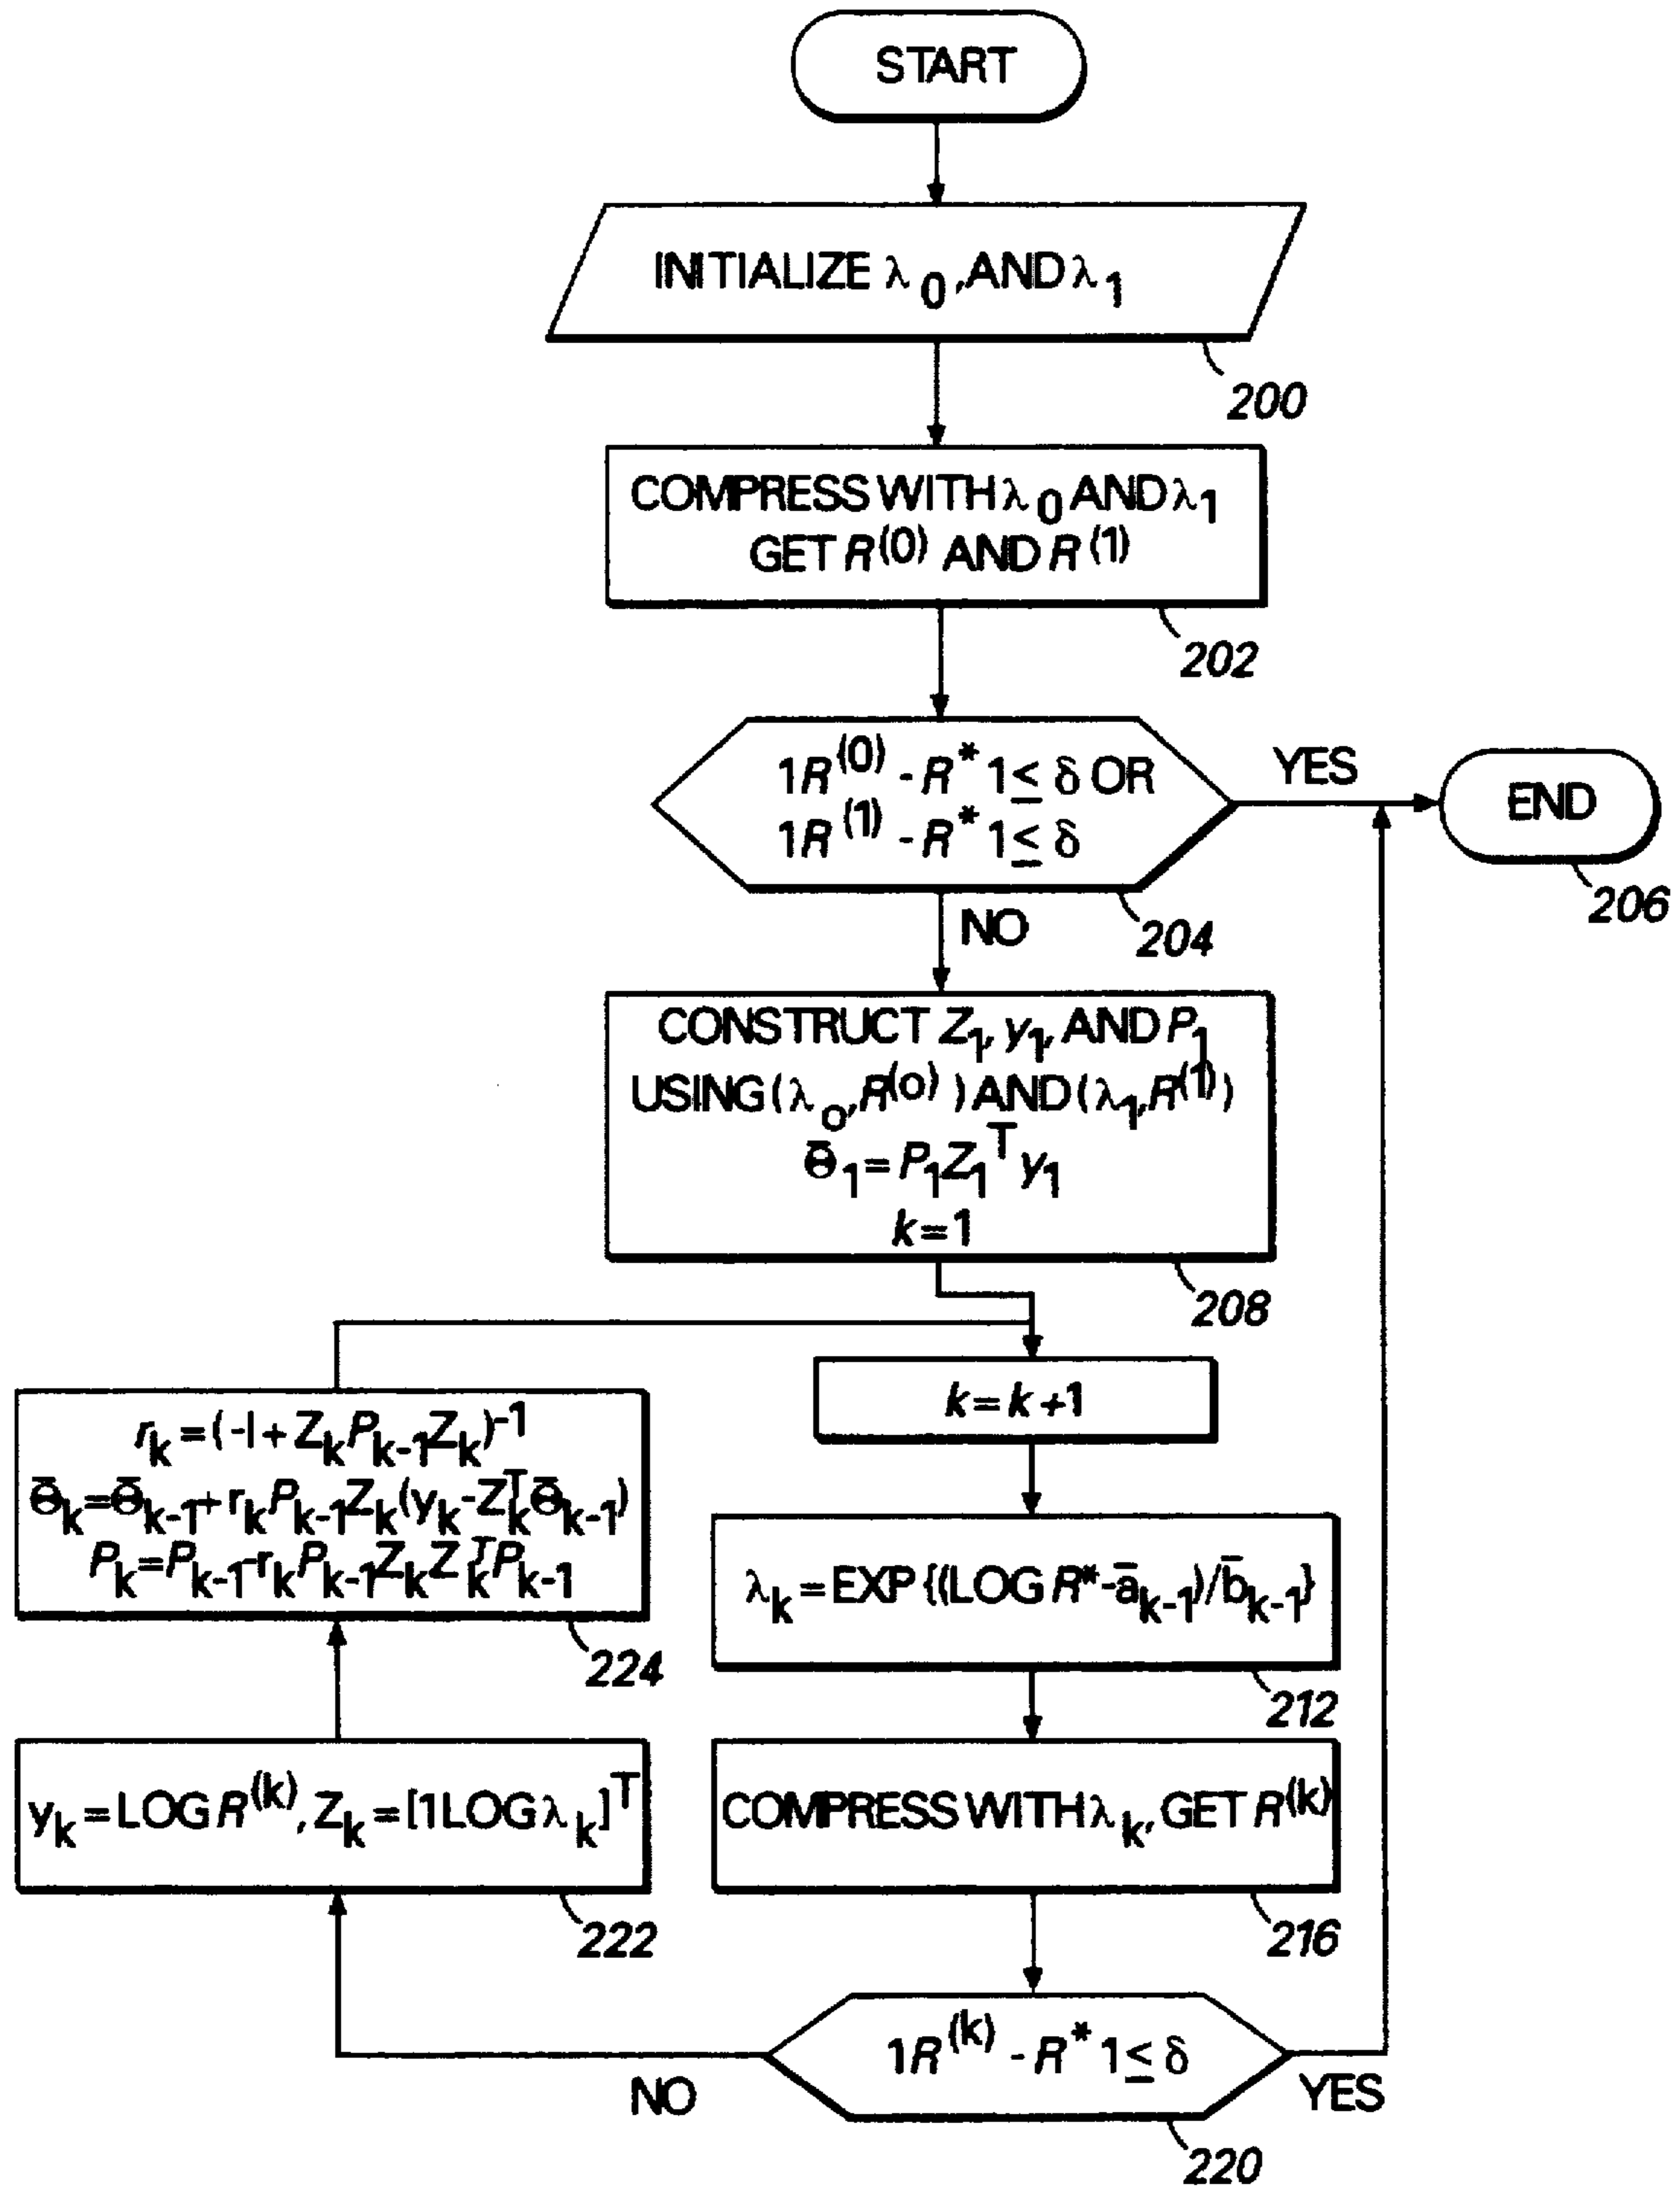 START
INITIALIZE λ0, AND λ1
200
COMPRESS WITH λ0 AND λ1
GET R(0) AND R(1)
202
1R(0) - R* 1≤ δ OR
1R(1) - R* 1≤ δ
YES
END
206
204
NO
CONSTRUCT Z1, y1, AND P1
USING (λo, R(o)) AND (λ1, R(1))
Θ̄1 = P1Z1T y1
k=1
208
k=k+1
rk=(-I+ZkPk-1Zk)-1
Θ̄k=Θ̄k-1+rkPk-1Zk(yk-ZkTΘ̄k-1)
Pk=Pk-1-rkPk-1ZkZkTPk-1
224
λk=EXP{(LOG R*-āk-1)/b̄k-1}
212
yk=LOG R(k), Zk=[1LOG λk]T
222
COMPRESS WITH λk, GET R(k)
216
1R(k) - R* 1≤ δ
NO
YES
220